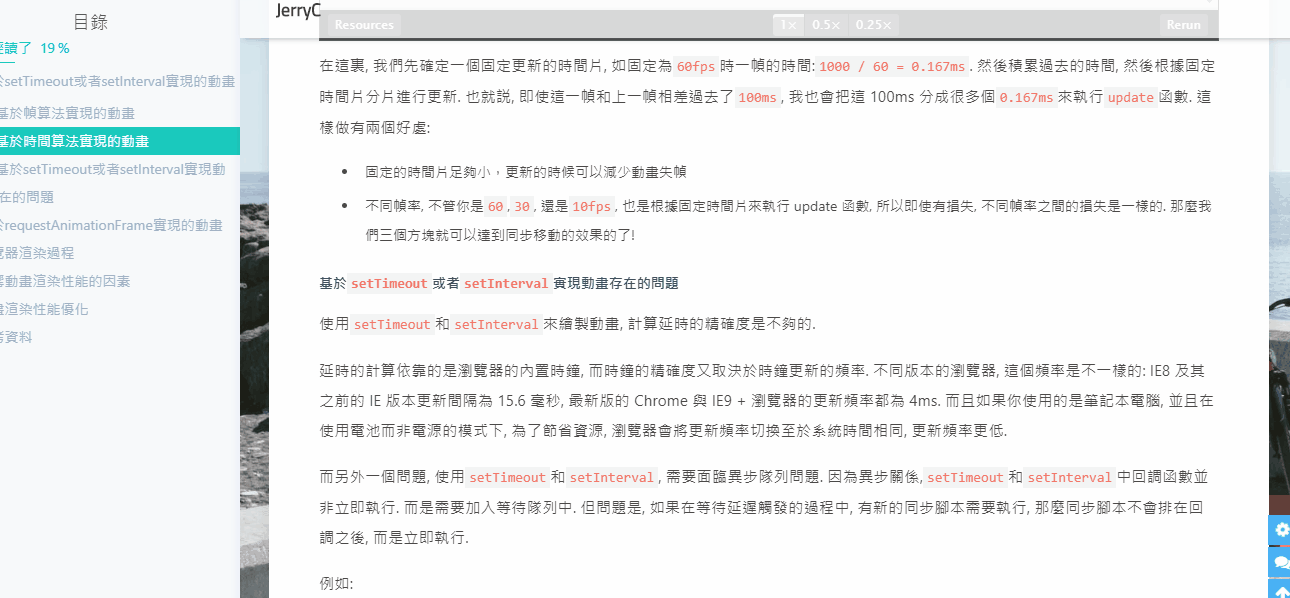 目錄
讀了 19 %
setTimeout或者setInterval實現的動畫
基於幀算法實現的動畫
基於時間算法實現的動畫
基於setTimeout或者setInterval實現動
在的問題
requestAnimationFrame實現的動畫
器渲染過程
動畫渲染性能的因素
渲染性能優化
資料
JerryC
Resources 1× 0.5× 0.25× Rerun
在這裏, 我們先確定一個固定更新的時間片, 如固定為 60fps 時一幀的時間: 1000 / 60 = 0.167ms . 然後積累過去的時間, 然後根據固定
時間片分片進行更新. 也就説, 即使這一幀和上一幀相差過去了 100ms , 我也會把這 100ms 分成很多個 0.167ms 來執行 update 函數. 這
樣做有兩個好處:
• 固定的時間片足夠小，更新的時候可以減少動畫失幀
• 不同幀率, 不管你是 60 , 30 , 還是 10fps , 也是根據固定時間片來執行 update 函數, 所以即使有損失, 不同幀率之間的損失是一樣的. 那麼我
們三個方塊就可以達到同步移動的效果的了!
基於 setTimeout 或者 setInterval 實現動畫存在的問題
使用 setTimeout 和 setInterval 來繪製動畫, 計算延時的精確度是不夠的.
延時的計算依靠的是瀏覽器的內置時鐘, 而時鐘的精確度又取決於時鐘更新的頻率. 不同版本的瀏覽器, 這個頻率是不一樣的: IE8 及其
之前的 IE 版本更新間隔為 15.6 毫秒, 最新版的 Chrome 與 IE9 + 瀏覽器的更新頻率都為 4ms. 而且如果你使用的是筆記本電腦, 並且在
使用電池而非電源的模式下, 為了節省資源, 瀏覽器會將更新頻率切換至於系統時間相同, 更新頻率更低.
而另外一個問題, 使用 setTimeout 和 setInterval , 需要面臨異步隊列問題. 因為異步關係, setTimeout 和 setInterval 中回調函數並
非立即執行. 而是需要加入等待隊列中. 但問題是, 如果在等待延遲觸發的過程中, 有新的同步腳本需要執行, 那麼同步腳本不會排在回
調之後, 而是立即執行.
例如: